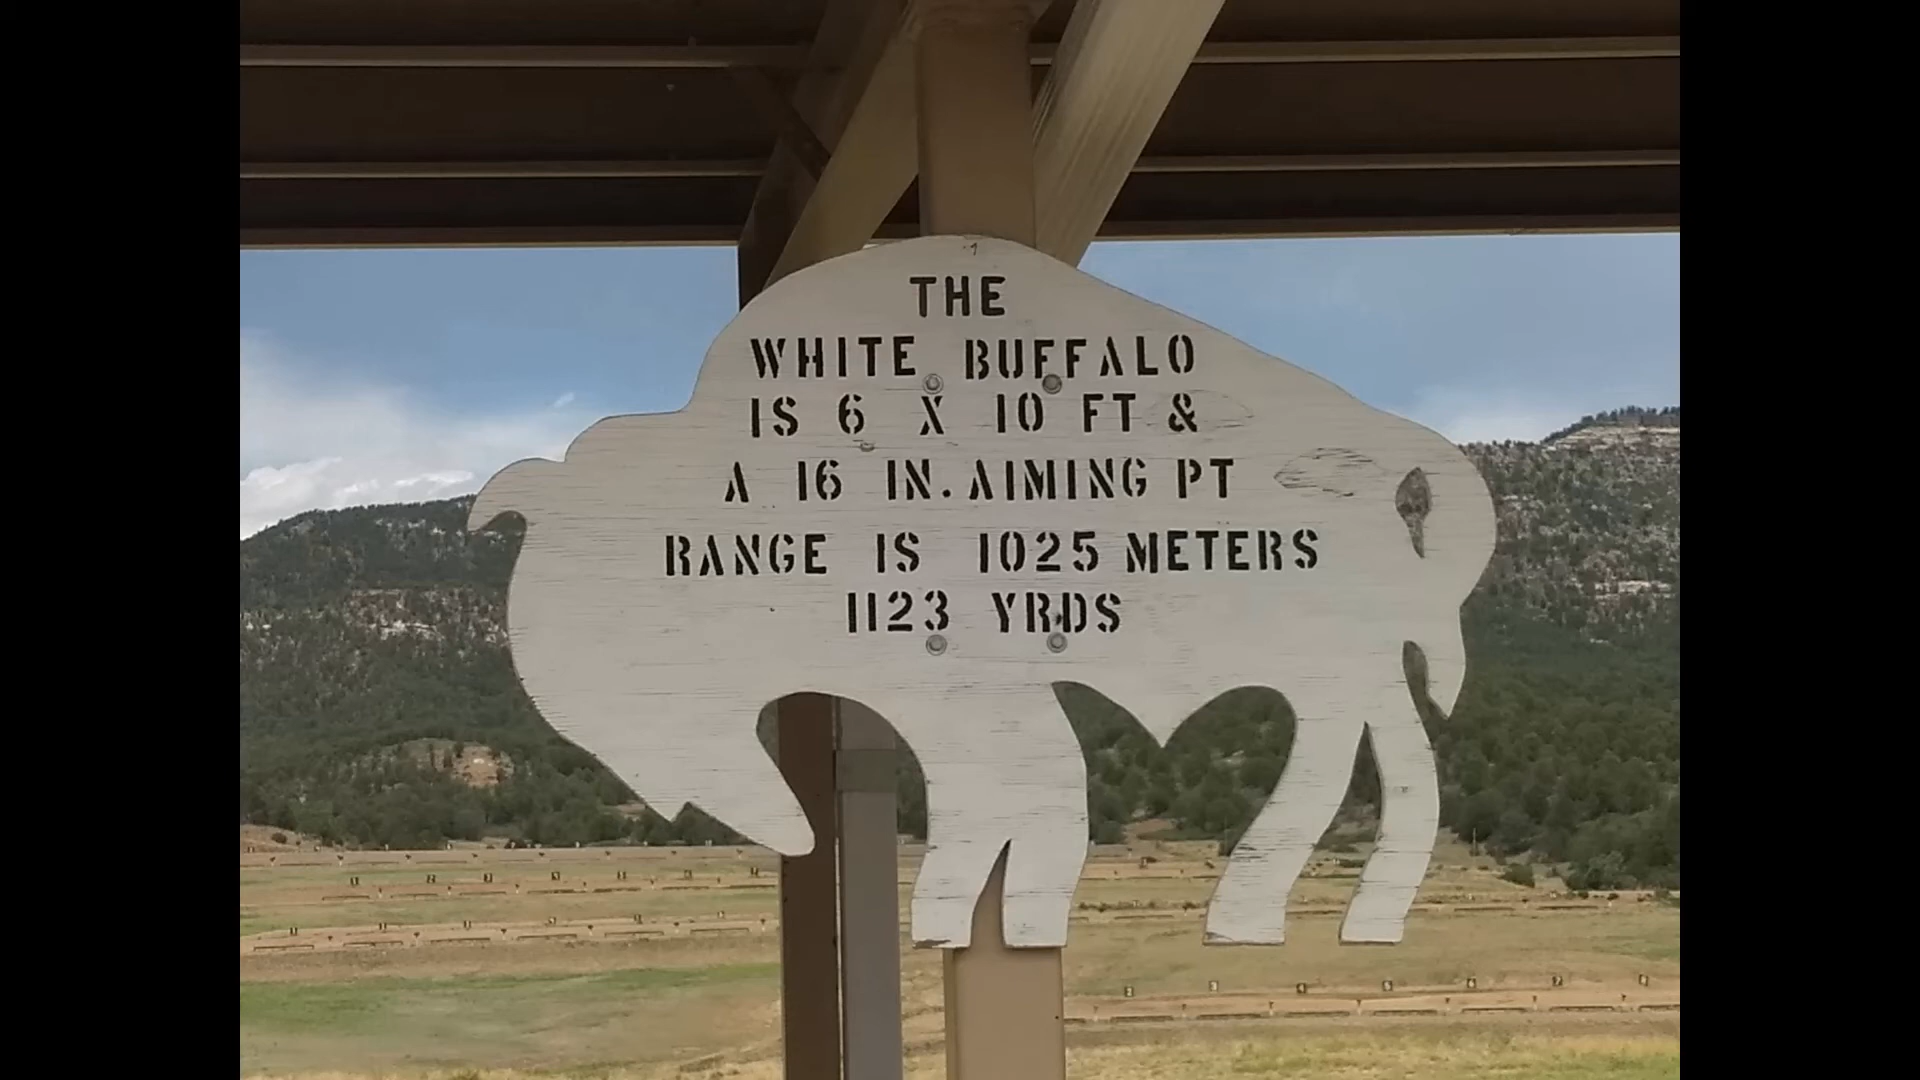 THE
WHITE BUFFALO
IS 6 X 10 FT &
A 16 IN. AIMING PT
RANGE IS 1025 METERS
1123 YRDS